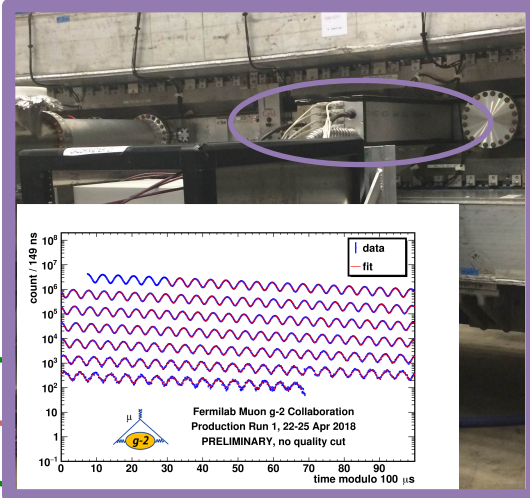 count / 149 ns
10⁸
10⁷
10⁶
10⁵
10⁴
10³
10²
10
1
10⁻¹
data
fit
μ
g-2
Fermilab Muon g-2 Collaboration
Production Run 1, 22-25 Apr 2018
PRELIMINARY, no quality cut
0 10 20 30 40 50 60 70 80 90
time modulo 100 μs